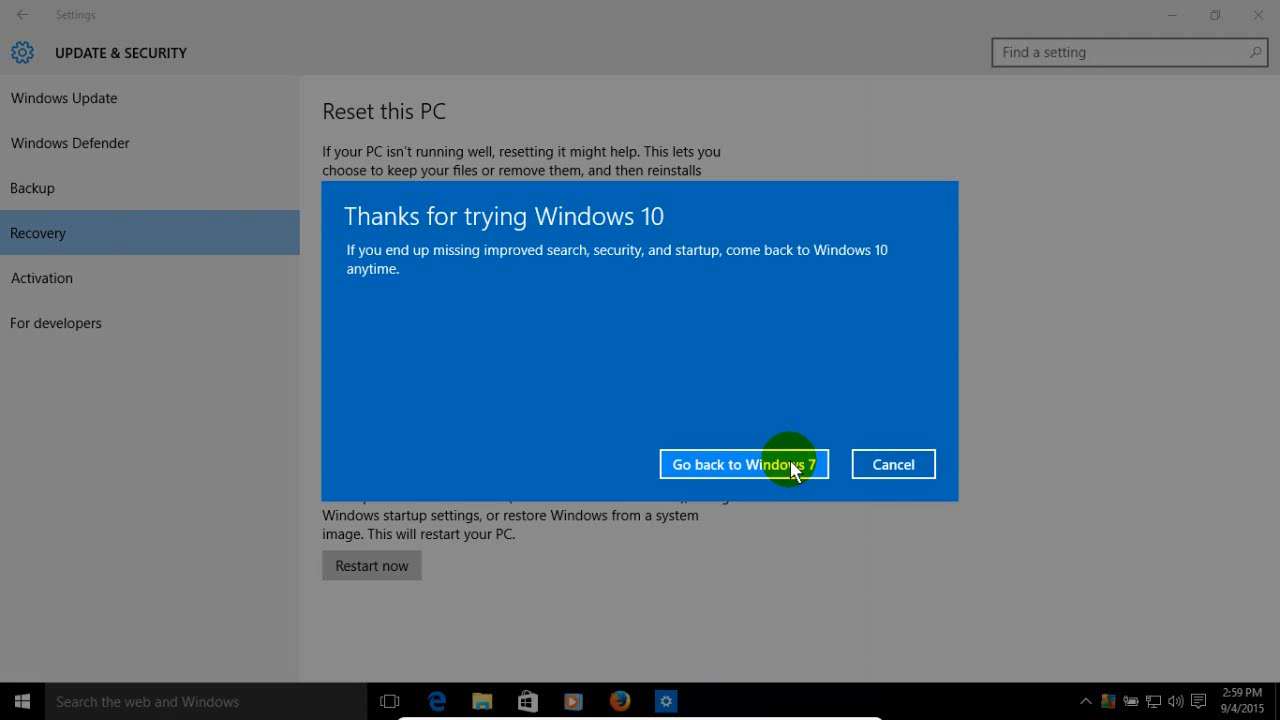 Settings
UPDATE & SECURITY
Find a setting
Windows Update
Windows Defender
Backup
Recovery
Activation
For developers
Reset this PC
If your PC isn't running well, resetting it might help. This lets you
choose to keep your files or remove them, and then reinstalls
Thanks for trying Windows 10
If you end up missing improved search, security, and startup, come back to Windows 10
anytime.
Go back to Windows 7
Cancel
Windows startup settings, or restore Windows from a system
image. This will restart your PC.
Restart now
Search the web and Windows
2:59 PM
9/4/2015